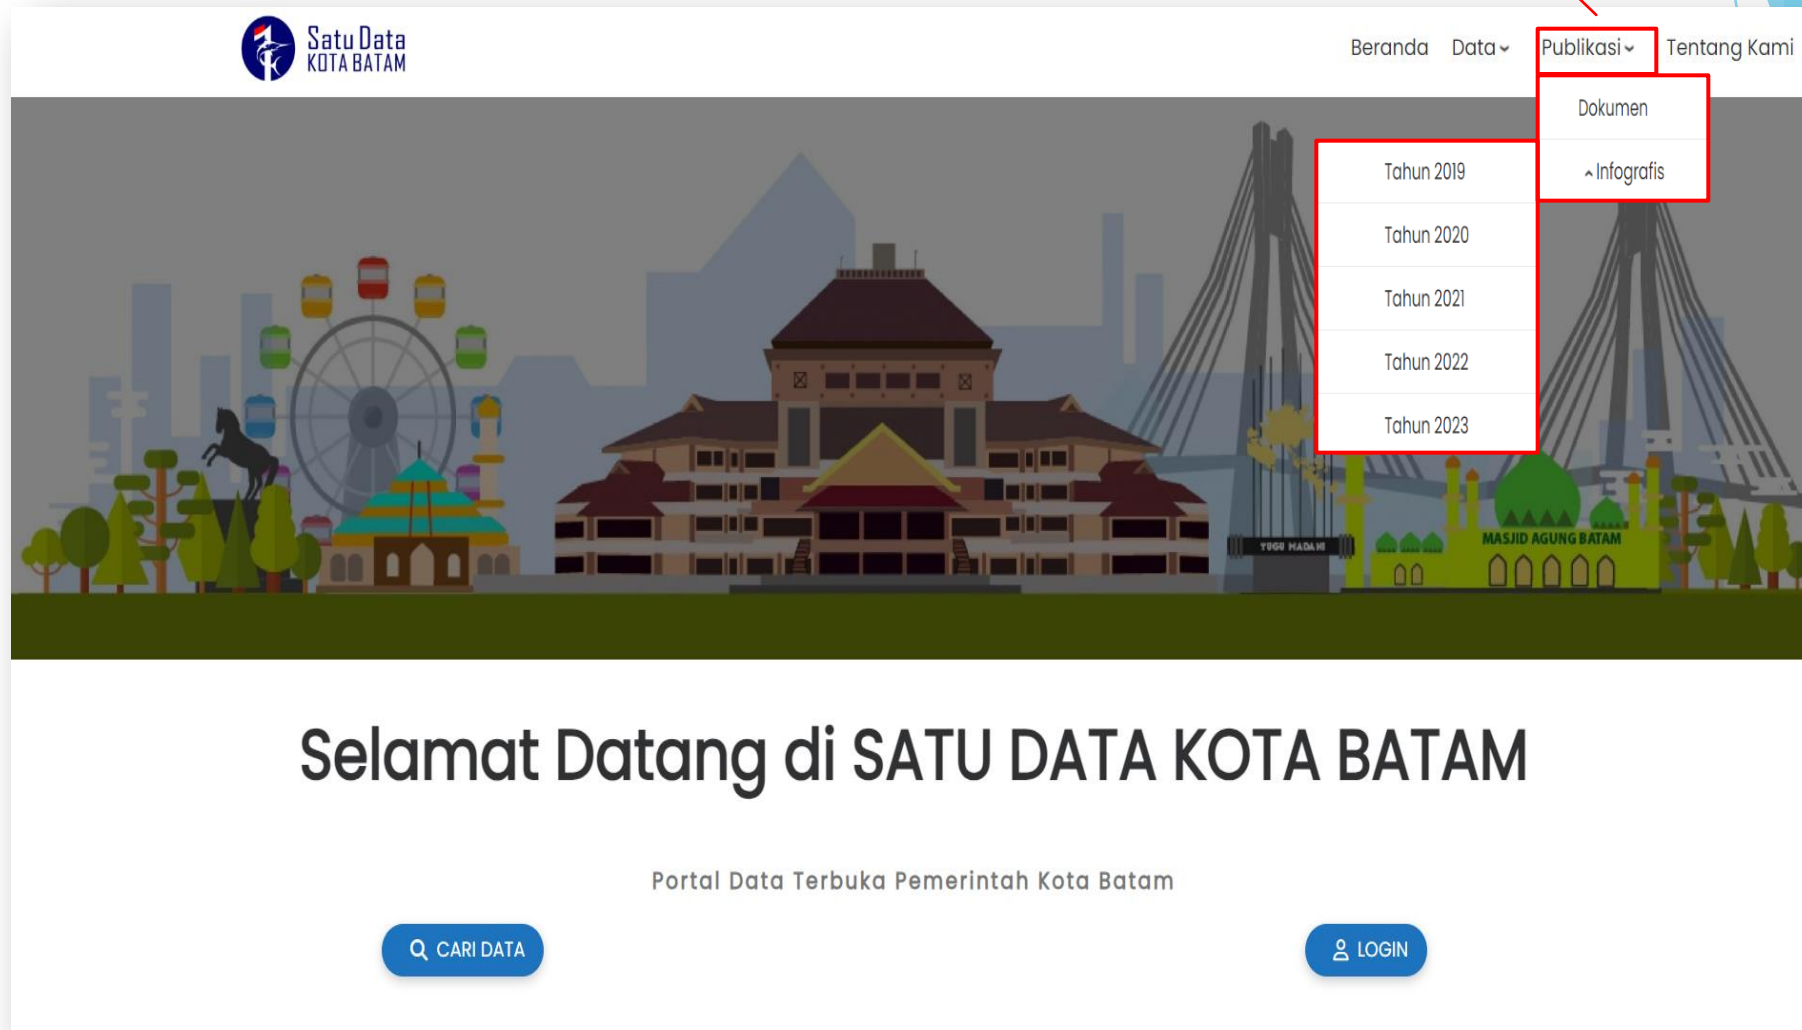 Satu Data
KOTA BATAM
Beranda Data Publikasi Tentang Kami
Dokumen
Infografis
Tahun 2019
Tahun 2020
Tahun 2021
Tahun 2022
Tahun 2023
TUGU MADANI
MASJID AGUNG BATAM
Selamat Datang di SATU DATA KOTA BATAM
Portal Data Terbuka Pemerintah Kota Batam
CARI DATA
LOGIN